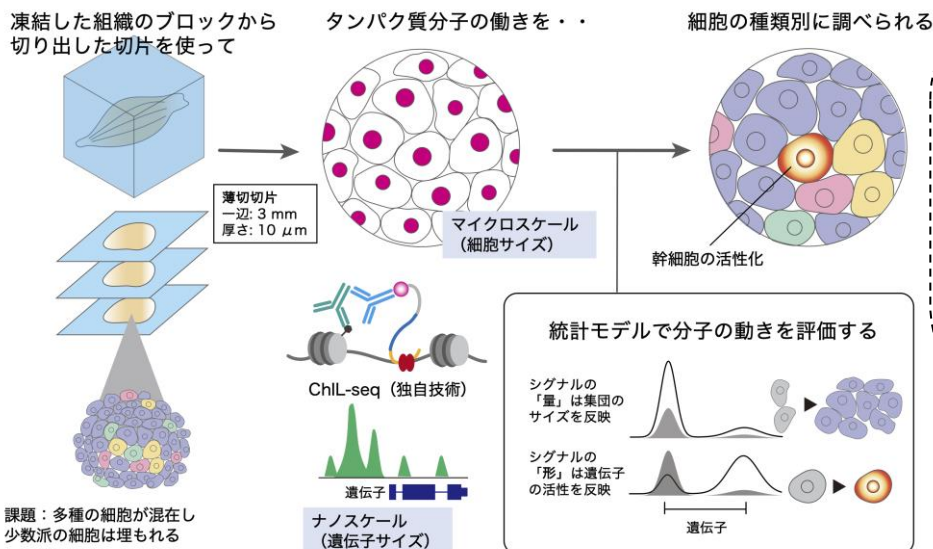 凍結した組織のブロックから
切り出した切片を使って
タンパク質分子の働きを・・
細胞の種類別に調べられる
薄切切片
一辺: 3 mm
厚さ: 10 μm
マイクロスケール
（細胞サイズ）
幹細胞の活性化
ChIL-seq（独自技術）
遺伝子
ナノスケール
（遺伝子サイズ）
課題：多種の細胞が混在し
少数派の細胞は埋もれる
統計モデルで分子の動きを評価する
シグナルの
「量」は集団の
サイズを反映
シグナルの
「形」は遺伝子
の活性を反映
遺伝子